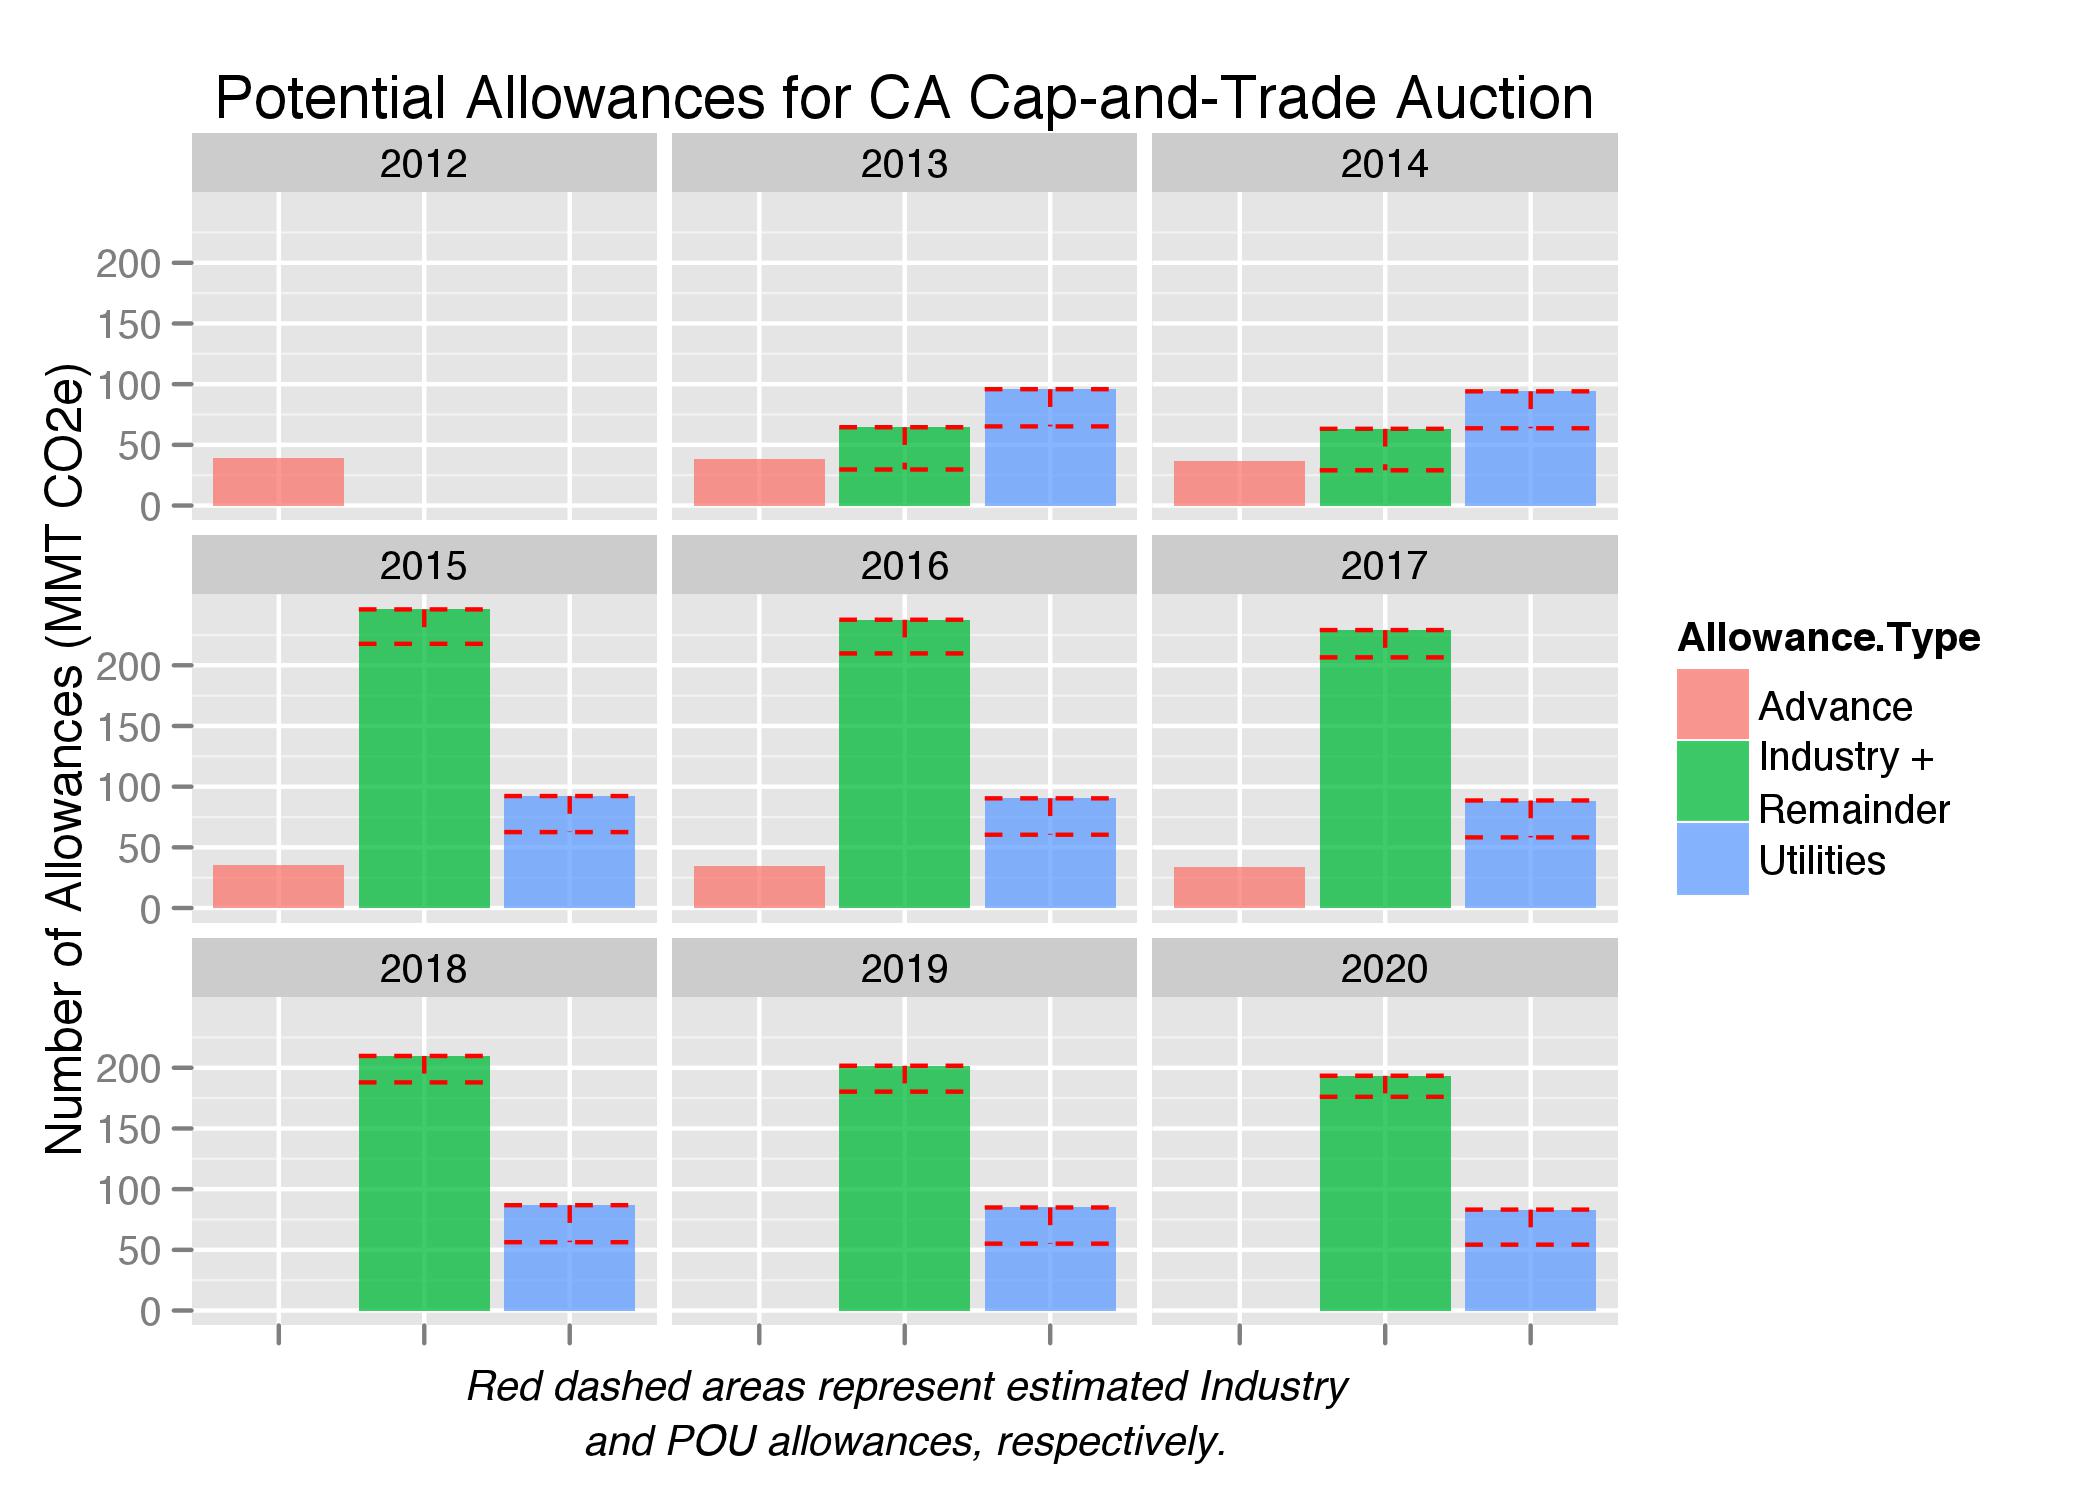 Potential Allowances for CA Cap-and-Trade Auction
Number of Allowances (MMT CO2e)
2012
2013
2014
200
150
100
50
0
2015
2016
2017
200
150
100
50
0
2018
2019
2020
200
150
100
50
0
Allowance.Type
Advance
Industry +
Remainder
Utilities
Red dashed areas represent estimated Industry
and POU allowances, respectively.